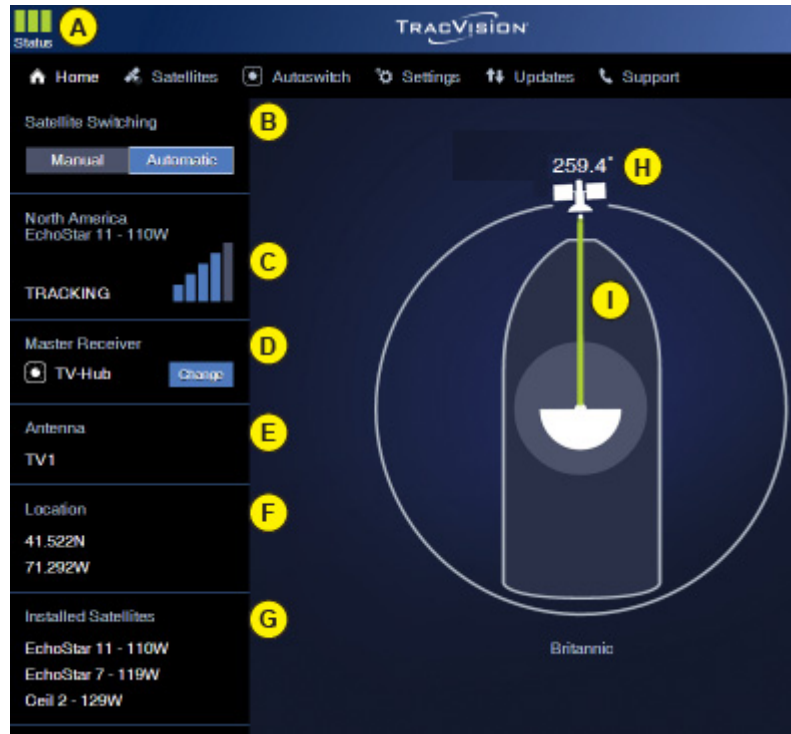 A
Status
TRACVISION
Home Satellites Autoswitch Settings Updates Support
Satellite Switching
B
Manual Automatic
259.4° H
North America
EchoStar 11 - 110W
C
TRACKING
I
Master Receiver
D
TV-Hub Change
Antenna
E
TV1
Location
F
41.522N
71.292W
Installed Satellites
G
EchoStar 11 - 110W
EchoStar 7 - 119W
Ceil 2 - 129W
Britannic